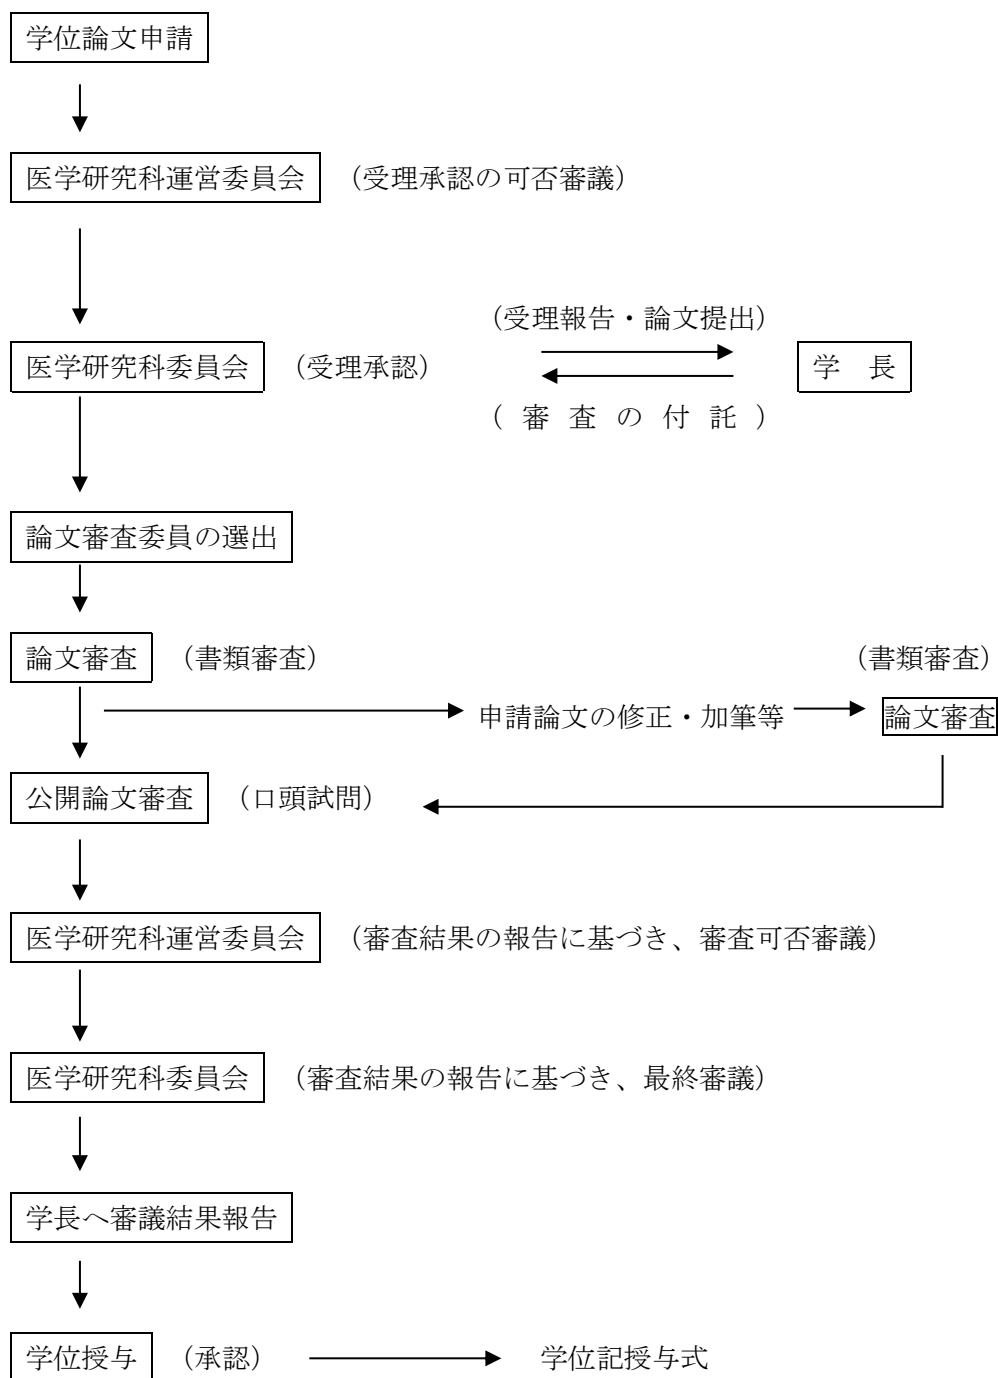 学位論文申請
医学研究科運営委員会 （受理承認の可否審議）
（受理報告・論文提出）
医学研究科委員会 （受理承認） 学　長
（審査の付託）
論文審査委員の選出
論文審査 （書類審査） （書類審査）
申請論文の修正・加筆等 論文審査
公開論文審査 （口頭試問）
医学研究科運営委員会 （審査結果の報告に基づき、審査可否審議）
医学研究科委員会 （審査結果の報告に基づき、最終審議）
学長へ審議結果報告
学位授与 （承認） 学位記授与式